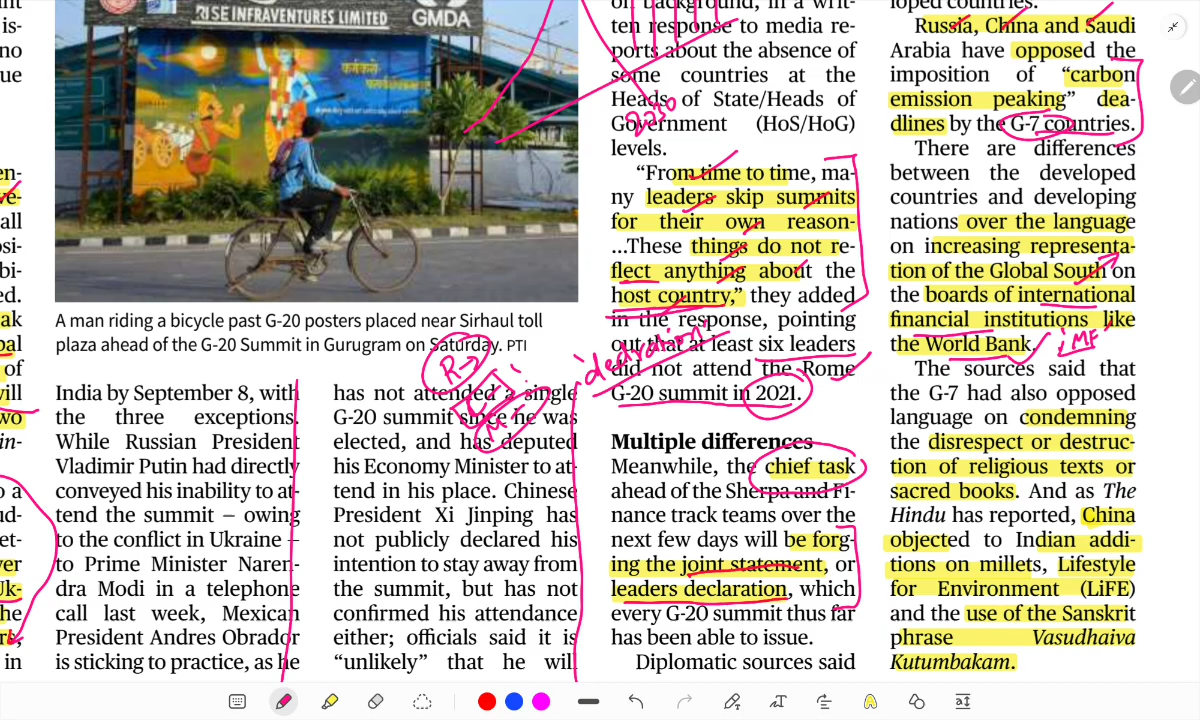 RISE INFRAVENTURES LIMITED
GMDA
A man riding a bicycle past G-20 posters placed near Sirhaul toll
plaza ahead of the G-20 Summit in Gurugram on Saturday. PTI
India by September 8, with
the three exceptions.
While Russian President
Vladimir Putin had directly
conveyed his inability to at-
tend the summit – owing
to the conflict in Ukraine –
to Prime Minister Naren-
dra Modi in a telephone
call last week, Mexican
President Andres Obrador
is sticking to practice, as he
has not attended a single
G-20 summit since he was
elected, and has deputed
his Economy Minister to at-
tend in his place. Chinese
President Xi Jinping has
not publicly declared his
intention to stay away from
the summit, but has not
confirmed his attendance
either; officials said it is
“unlikely” that he will
on background, in a writ-
ten response to media re-
ports about the absence of
some countries at the
Heads of State/Heads of
Government (HoS/HoG)
levels.
“From time to time, ma-
ny leaders skip summits
for their own reason-
...These things do not re-
flect anything about the
host country,” they added
in the response, pointing
out that at least six leaders
did not attend the Rome
G-20 summit in 2021.
Multiple differences
Meanwhile, the chief task
ahead of the Sherpa and Fi-
nance track teams over the
next few days will be forg-
ing the joint statement, or
leaders declaration, which
every G-20 summit thus far
has been able to issue.
Diplomatic sources said
loped countries.
Russia, China and Saudi
Arabia have opposed the
imposition of “carbon
emission peaking” dea-
dlines by the G-7 countries.
There are differences
between the developed
countries and developing
nations over the language
on increasing representa-
tion of the Global South on
the boards of international
financial institutions like
the World Bank.
IMF
The sources said that
the G-7 had also opposed
language on condemning
the disrespect or destruc-
tion of religious texts or
sacred books. And as The
Hindu has reported, China
objected to Indian addi-
tions on millets, Lifestyle
for Environment (LiFE)
and the use of the Sanskrit
phrase Vasudhaiva
Kutumbakam.
2030